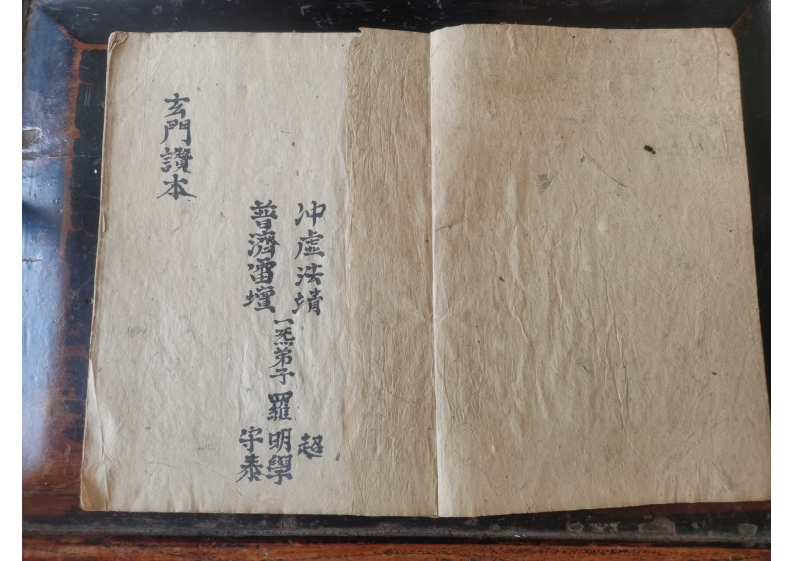 冲虛法靖
超
一炁弟子羅明學
普濟雷壇
守泰
玄門讚本